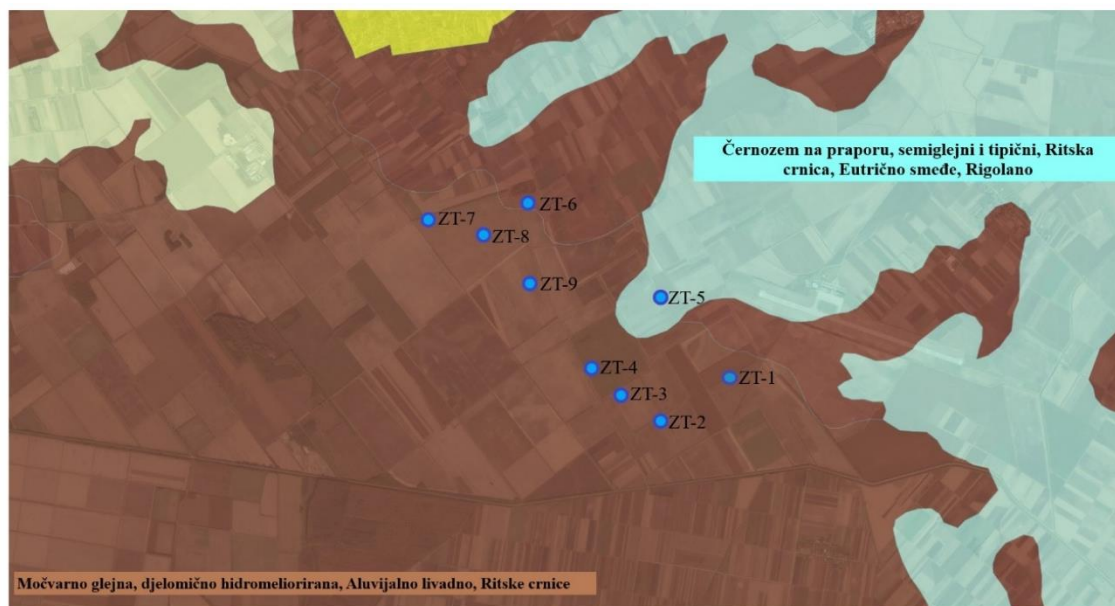 Černozem na praporu, semiglejni i tipični, Ritska
crnica, Eutrično smeđe, Rigolano
ZT-6
ZT-7
ZT-8
ZT-9
ZT-5
ZT-4
ZT-1
ZT-3
ZT-2
Močvarno glejna, djelomično hidromeliorirana, Aluvijalno livadno, Ritske crnice